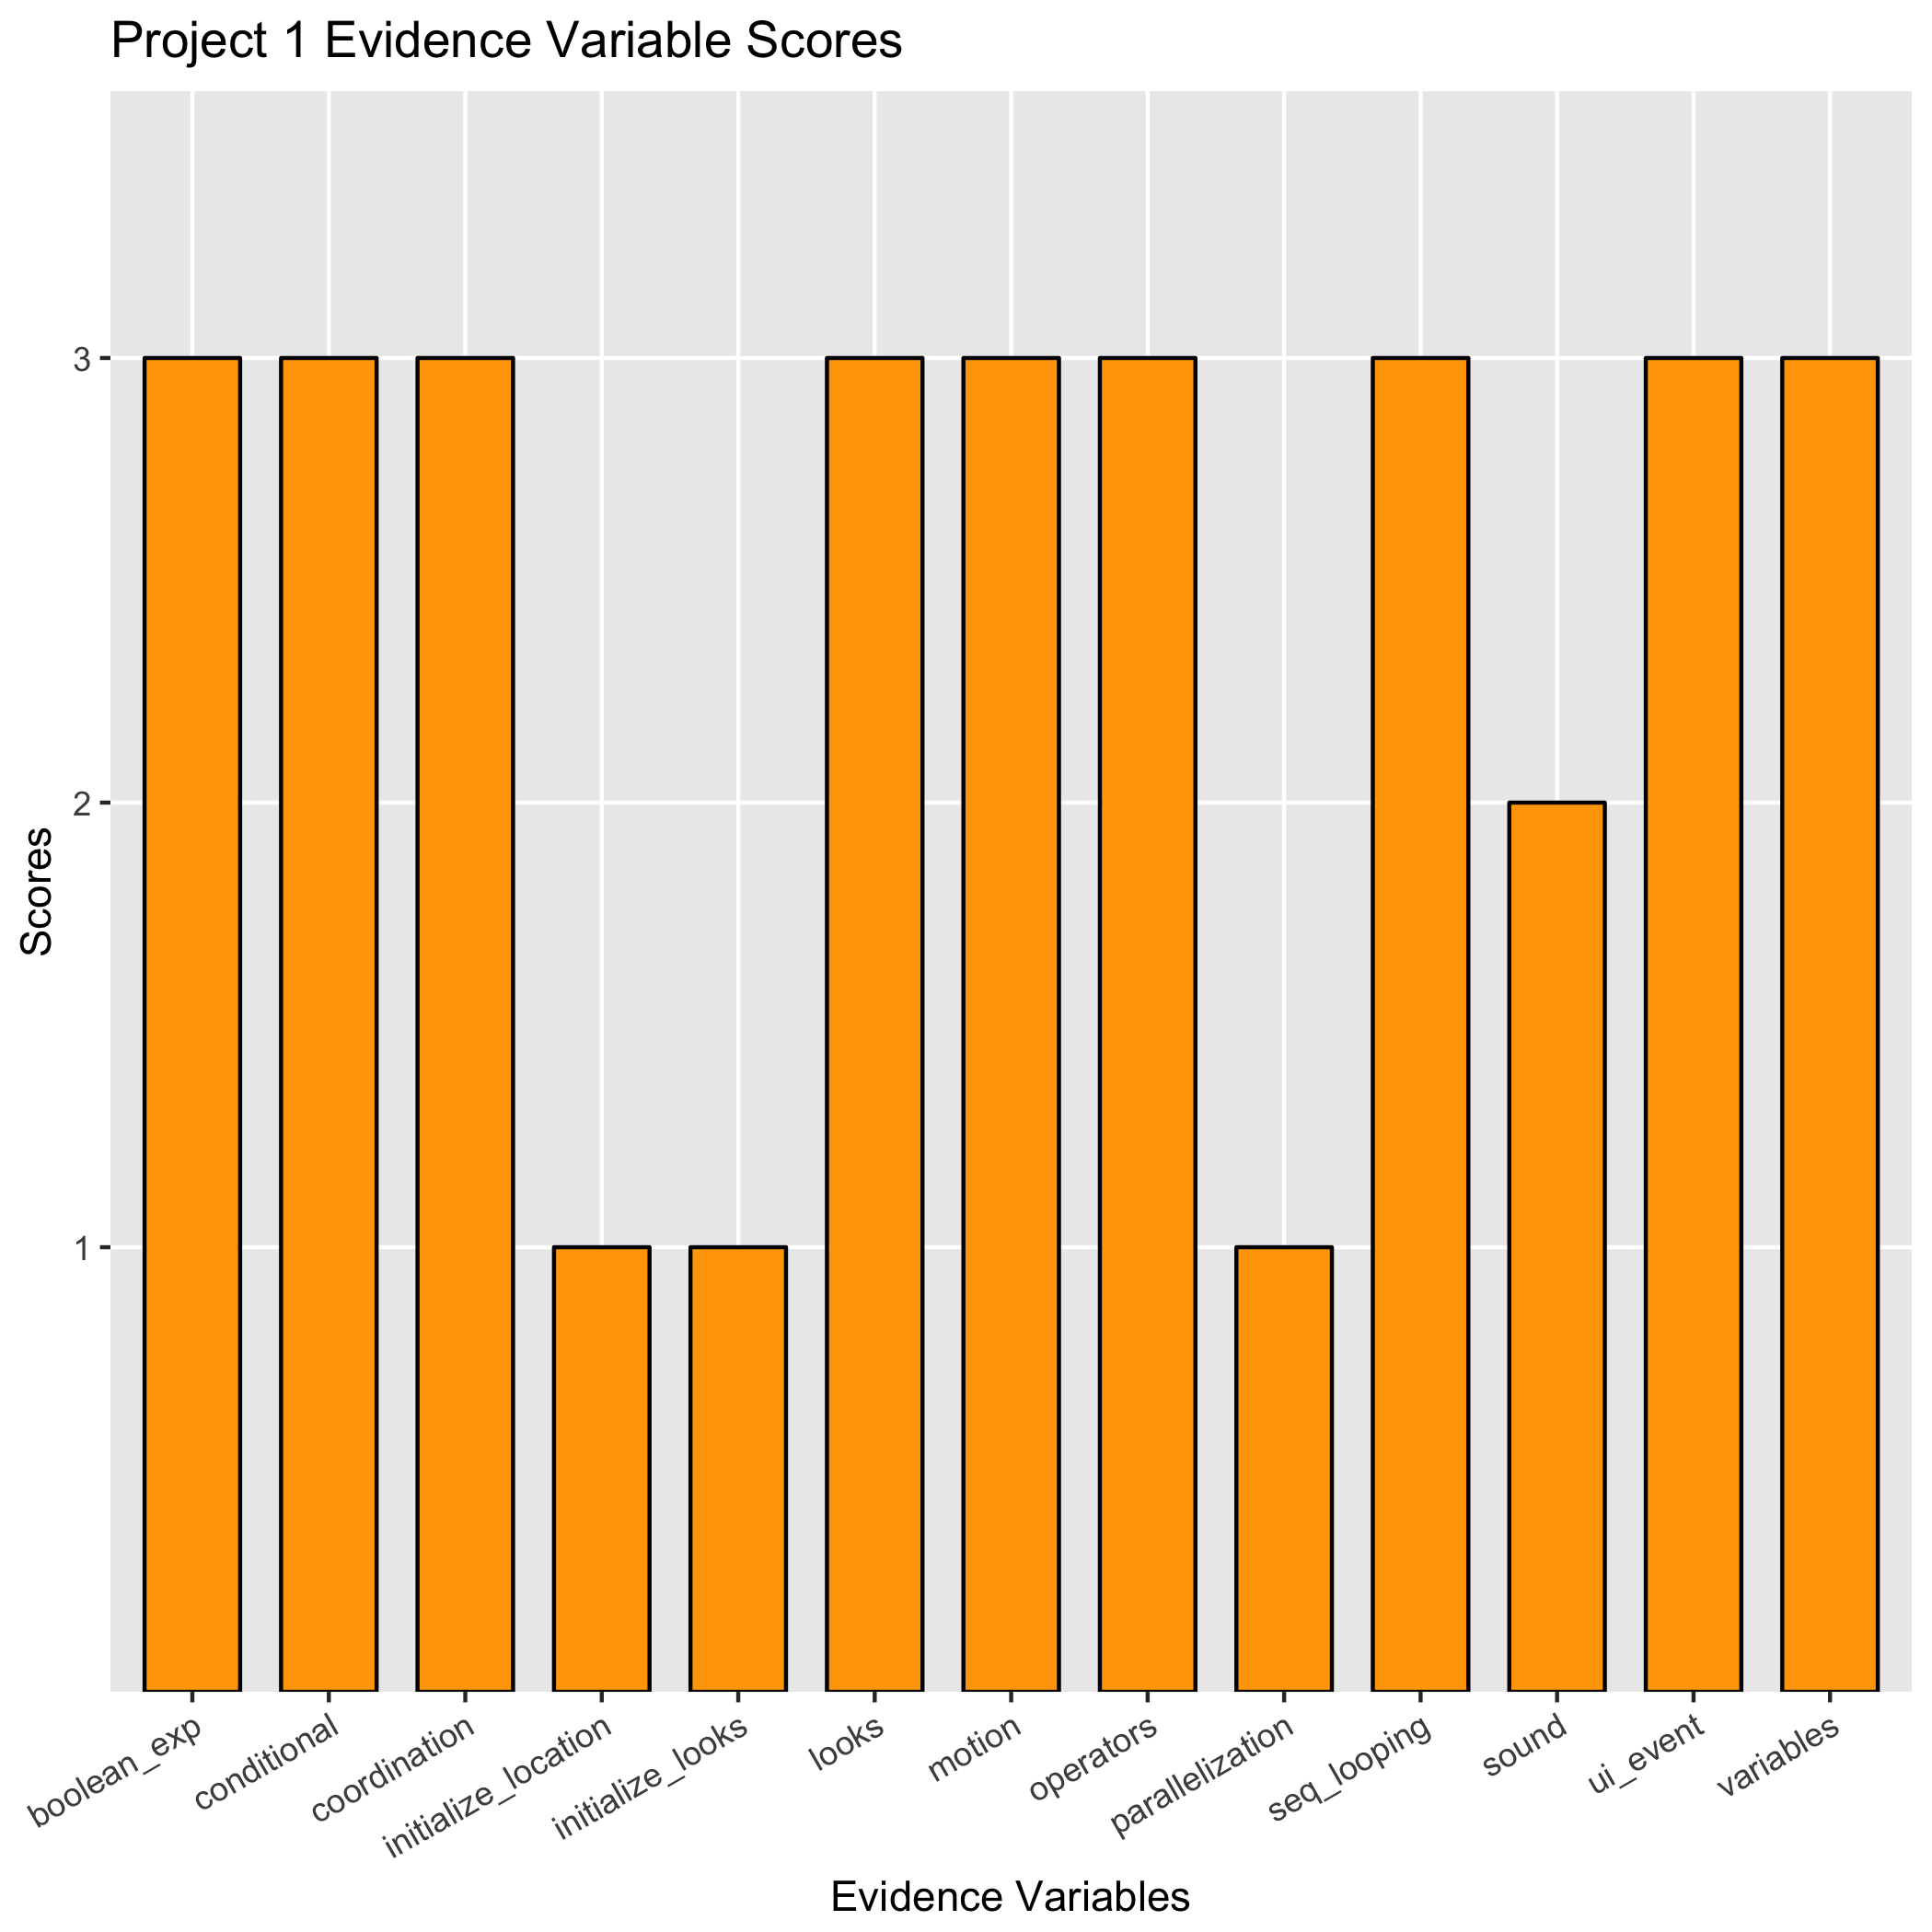 Project 1 Evidence Variable Scores
Scores
3
2
1
boolean_exp
conditional
coordination
initialize_location
initialize_looks
looks
motion
operators
parallelization
seq_looping
sound
ui_event
variables
Evidence Variables